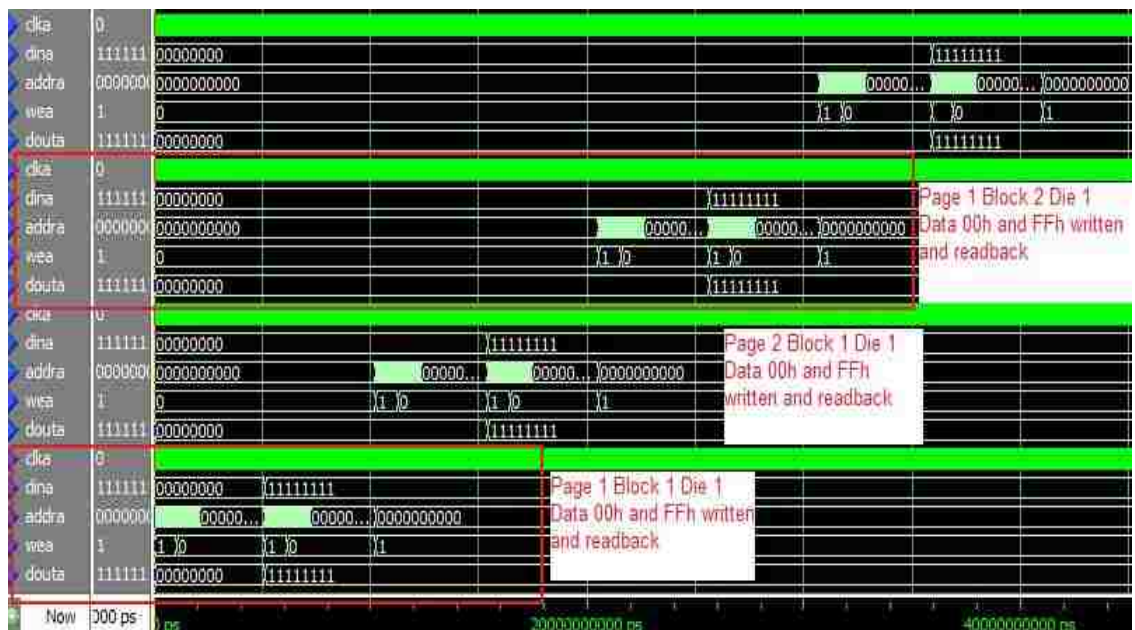 clka 0
dina 111111 00000000 11111111
addra 0000000 0000000000 00000... 00000... 0000000000
wea 1 0 1 0 0 1
douta 111111 00000000 11111111
clka 0
dina 111111 00000000 11111111 Page 1 Block 2 Die 1
addra 0000000 0000000000 00000... 00000... 0000000000 Data 00h and FFh written
wea 1 0 1 0 1 0 1 and readback
douta 111111 00000000 11111111
clka 0
dina 111111 00000000 11111111 Page 2 Block 1 Die 1
addra 0000000 0000000000 00000... 00000... 0000000000 Data 00h and FFh
wea 1 0 1 0 1 0 1 written and readback
douta 111111 00000000 11111111
clka 0
dina 111111 00000000 11111111 Page 1 Block 1 Die 1
addra 0000000 00000... 00000... 0000000000 Data 00h and FFh written
wea 1 1 0 1 0 1 and readback
douta 111111 00000000 11111111
Now 000 ps ps 20000000000 ps 40000000000 ps